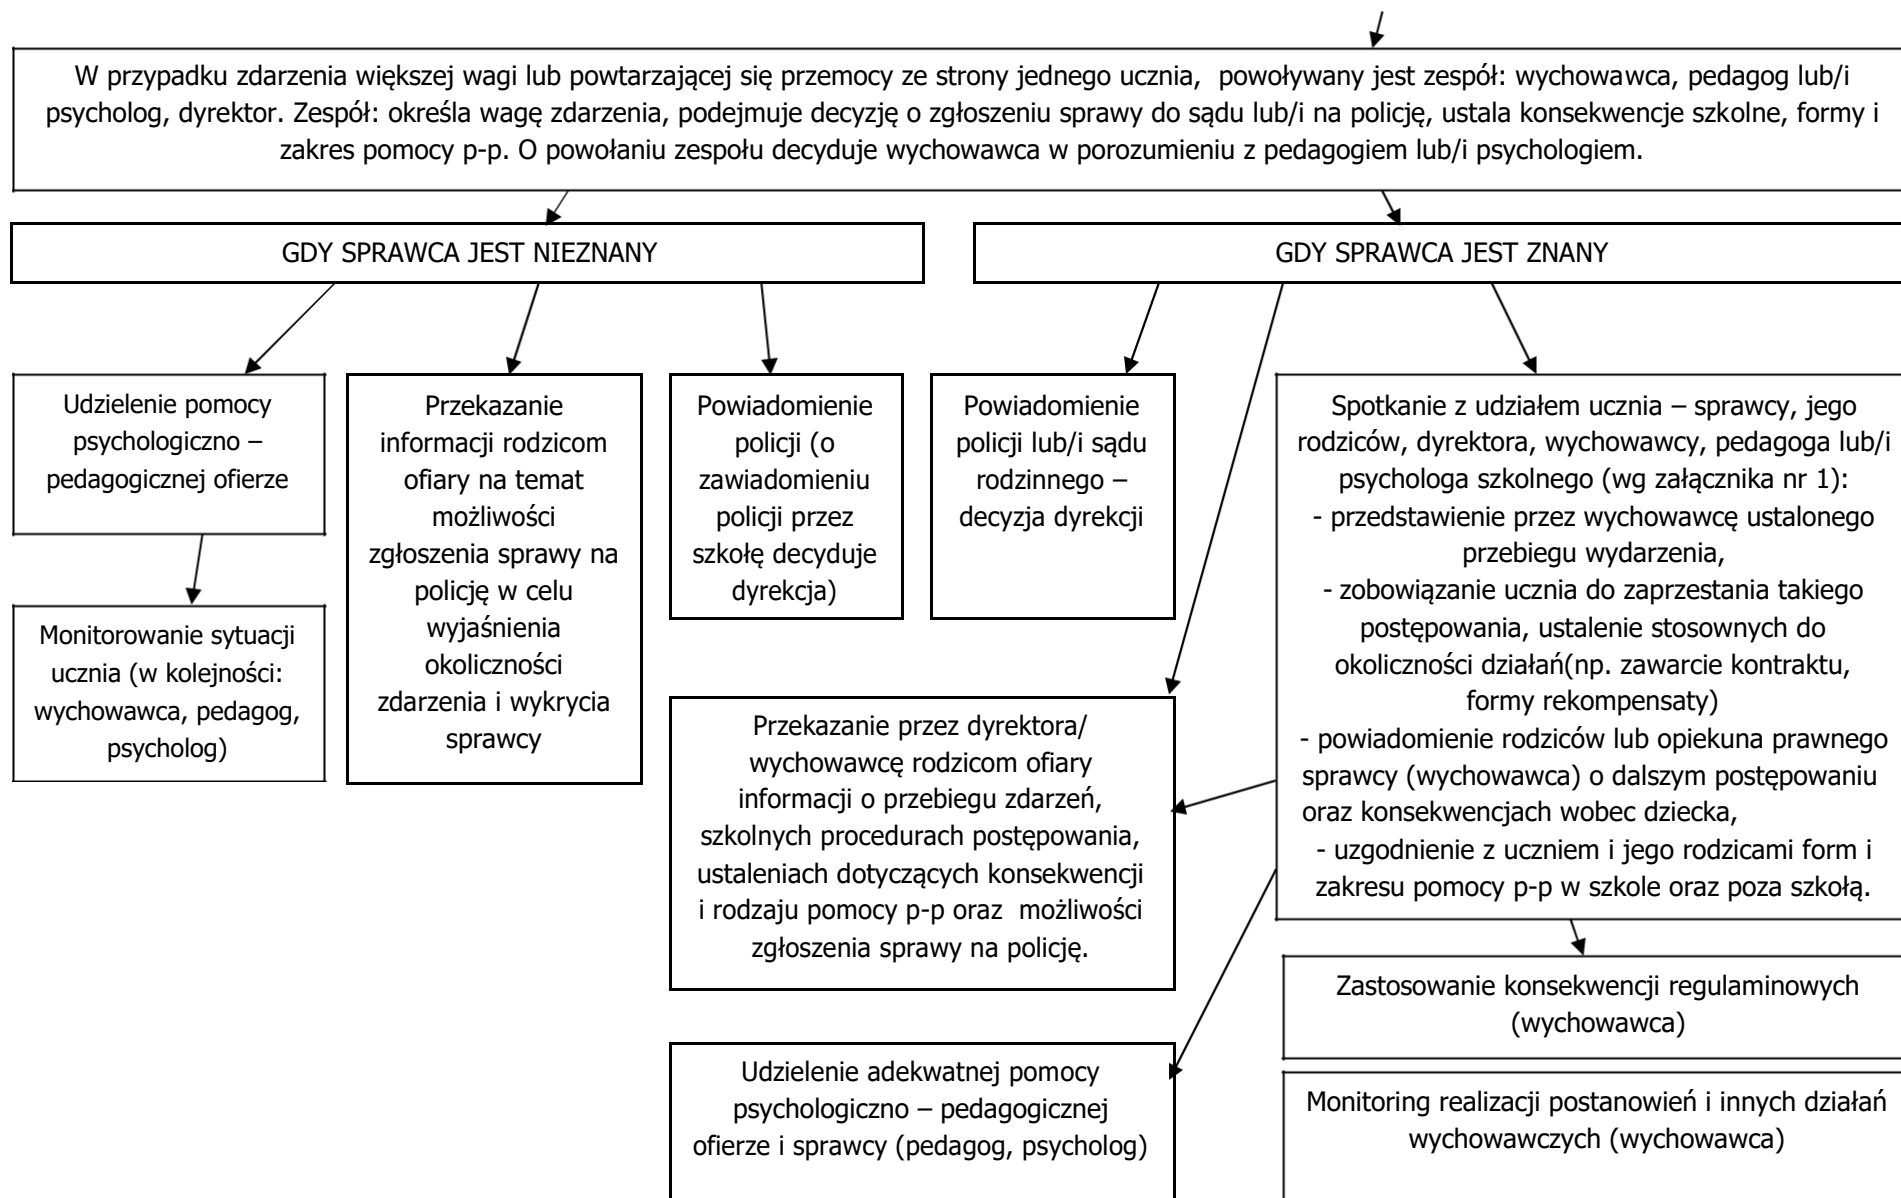 W przypadku zdarzenia większej wagi lub powtarzającej się przemocy ze strony jednego ucznia, powoływany jest zespół: wychowawca, pedagog lub/i
psycholog, dyrektor. Zespół: określa wagę zdarzenia, podejmuje decyzję o zgłoszeniu sprawy do sądu lub/i na policję, ustala konsekwencje szkolne, formy i
zakres pomocy p-p. O powołaniu zespołu decyduje wychowawca w porozumieniu z pedagogiem lub/i psychologiem.
GDY SPRAWCA JEST NIEZNANY
GDY SPRAWCA JEST ZNANY
Udzielenie pomocy
psychologiczno –
pedagogicznej ofierze
Monitorowanie sytuacji
ucznia (w kolejności:
wychowawca, pedagog,
psycholog)
Przekazanie
informacji rodzicom
ofiary na temat
możliwości
zgłoszenia sprawy na
policję w celu
wyjaśnienia
okoliczności
zdarzenia i wykrycia
sprawcy
Powiadomienie
policji (o
zawiadomieniu
policji przez
szkołę decyduje
dyrekcja)
Powiadomienie
policji lub/i sądu
rodzinnego –
decyzja dyrekcji
Przekazanie przez dyrektora/
wychowawcę rodzicom ofiary
informacji o przebiegu zdarzeń,
szkolnych procedurach postępowania,
ustaleniach dotyczących konsekwencji
i rodzaju pomocy p-p oraz możliwości
zgłoszenia sprawy na policję.
Udzielenie adekwatnej pomocy
psychologiczno – pedagogicznej
ofierze i sprawcy (pedagog, psycholog)
Spotkanie z udziałem ucznia – sprawcy, jego
rodziców, dyrektora, wychowawcy, pedagoga lub/i
psychologa szkolnego (wg załącznika nr 1):
- przedstawienie przez wychowawcę ustalonego
przebiegu wydarzenia,
- zobowiązanie ucznia do zaprzestania takiego
postępowania, ustalenie stosownych do
okoliczności działań(np. zawarcie kontraktu,
formy rekompensaty)
- powiadomienie rodziców lub opiekuna prawnego
sprawcy (wychowawca) o dalszym postępowaniu
oraz konsekwencjach wobec dziecka,
- uzgodnienie z uczniem i jego rodzicami form i
zakresu pomocy p-p w szkole oraz poza szkołą.
Zastosowanie konsekwencji regulaminowych
(wychowawca)
Monitoring realizacji postanowień i innych działań
wychowawczych (wychowawca)